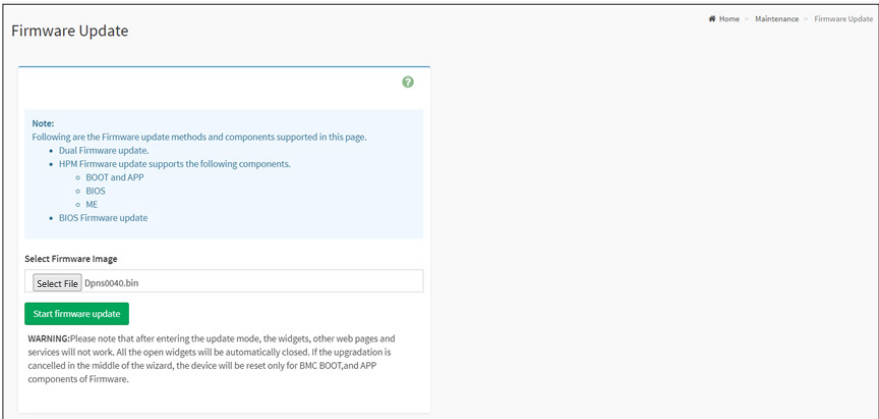 Firmware Update
Home > Maintenance > Firmware Update
Note:
Following are the Firmware update methods and components supported in this page.
Dual Firmware update.
HPM Firmware update supports the following components.
BOOT and APP
BIOS
ME
BIOS Firmware update
Select Firmware Image
Select File Dpns0040.bin
Start firmware update
WARNING:Please note that after entering the update mode, the widgets, other web pages and
services will not work. All the open widgets will be automatically closed. If the upgradation is
cancelled in the middle of the wizard, the device will be reset only for BMC BOOT,and APP
components of Firmware.